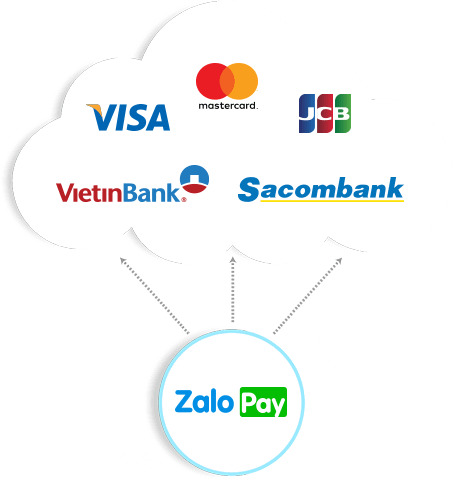 VISA
mastercard.
JCB
VietinBank®
Sacombank
Zalo Pay